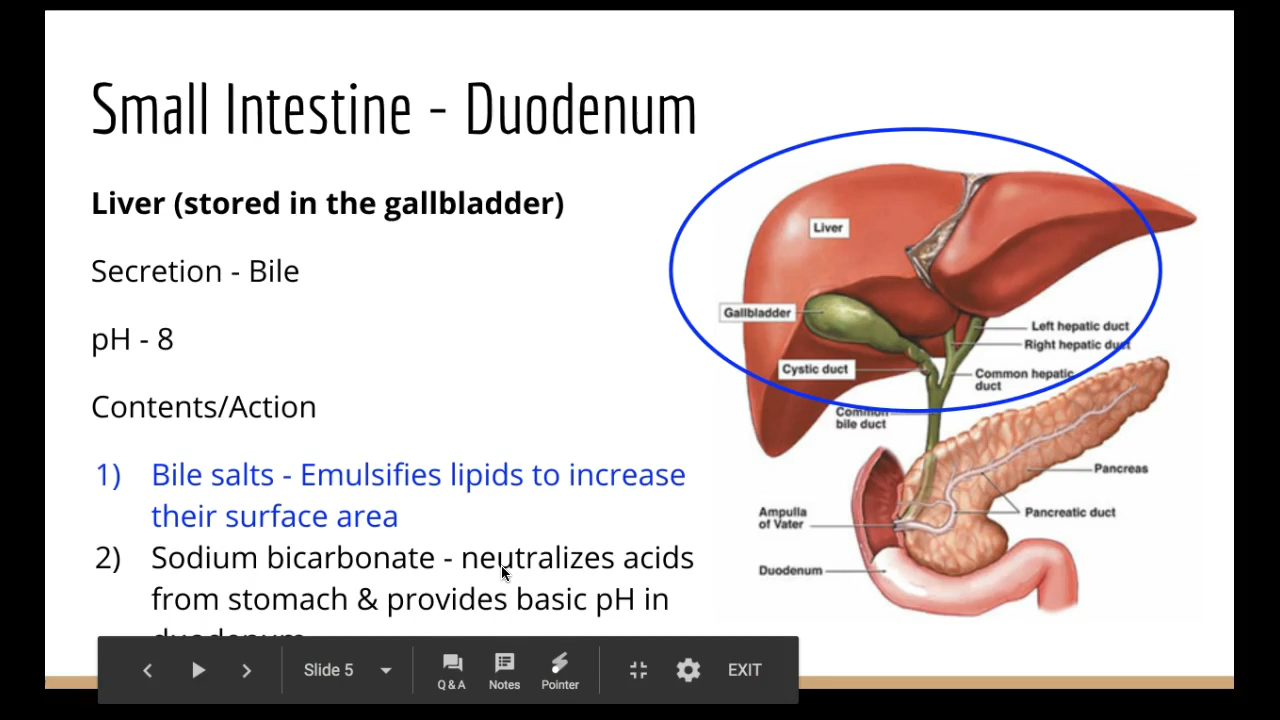 Small Intestine - Duodenum
Liver (stored in the gallbladder)
Secretion - Bile
pH - 8
Contents/Action
1) Bile salts - Emulsifies lipids to increase
their surface area
2) Sodium bicarbonate - neutralizes acids
from stomach & provides basic pH in
duodenum
Liver
Gallbladder
Cystic duct
Left hepatic duct
Right hepatic duct
Common hepatic
duct
Common
bile duct
Pancreas
Pancreatic duct
Ampulla
of Vater
Duodenum
Slide 5
Q & A
Notes
Pointer
EXIT